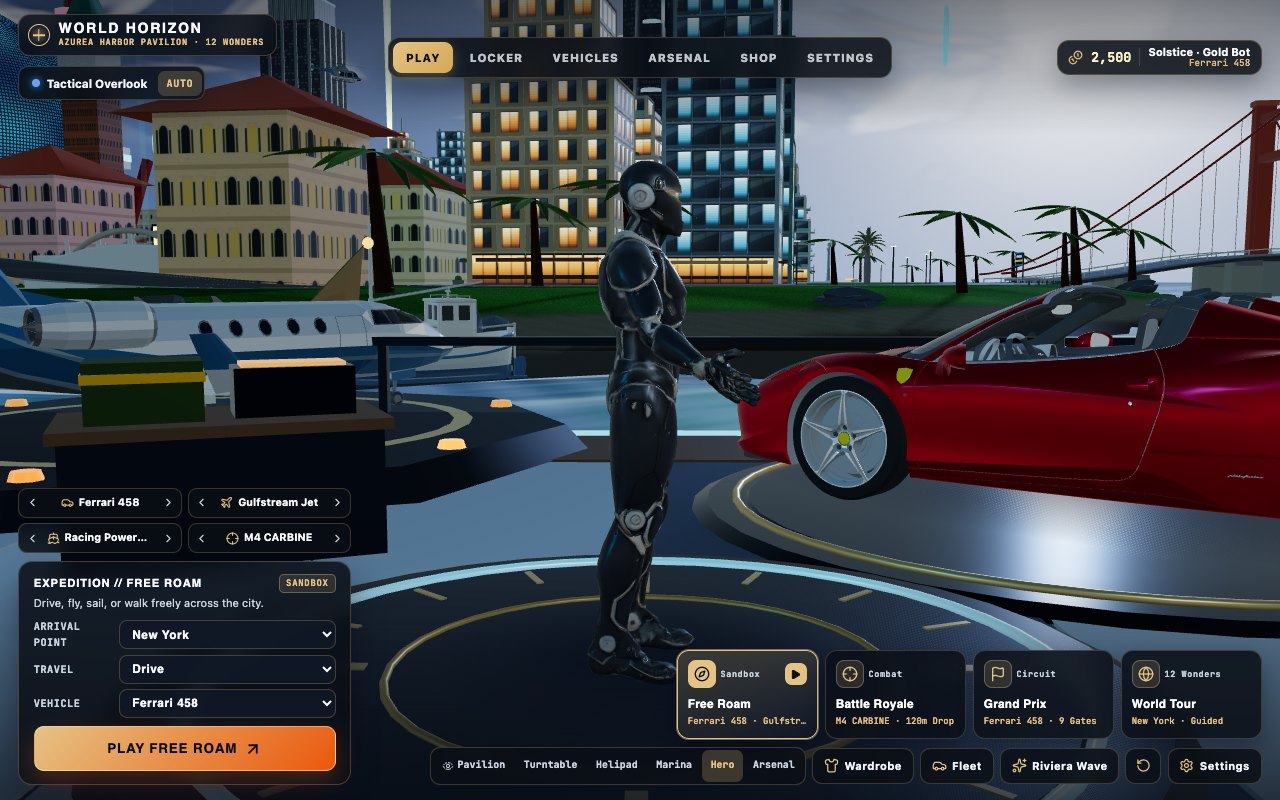 WORLD HORIZON
AZUREA HARBOR PAVILION · 12 WONDERS
Tactical Overlook AUTO
PLAY LOCKER VEHICLES ARSENAL SHOP SETTINGS
2,500
Solstice · Gold Bot
Ferrari 458
Ferrari 458
Gulfstream Jet
Racing Power...
M4 CARBINE
EXPEDITION // FREE ROAM SANDBOX
Drive, fly, sail, or walk freely across the city.
ARRIVAL POINT New York
TRAVEL Drive
VEHICLE Ferrari 458
PLAY FREE ROAM
Sandbox
Free Roam
Ferrari 458 · Gulfstr…
Combat
Battle Royale
M4 CARBINE · 120m Drop
Circuit
Grand Prix
Ferrari 458 · 9 Gates
12 Wonders
World Tour
New York · Guided
Pavilion Turntable Helipad Marina Hero Arsenal
Wardrobe Fleet Riviera Wave Settings